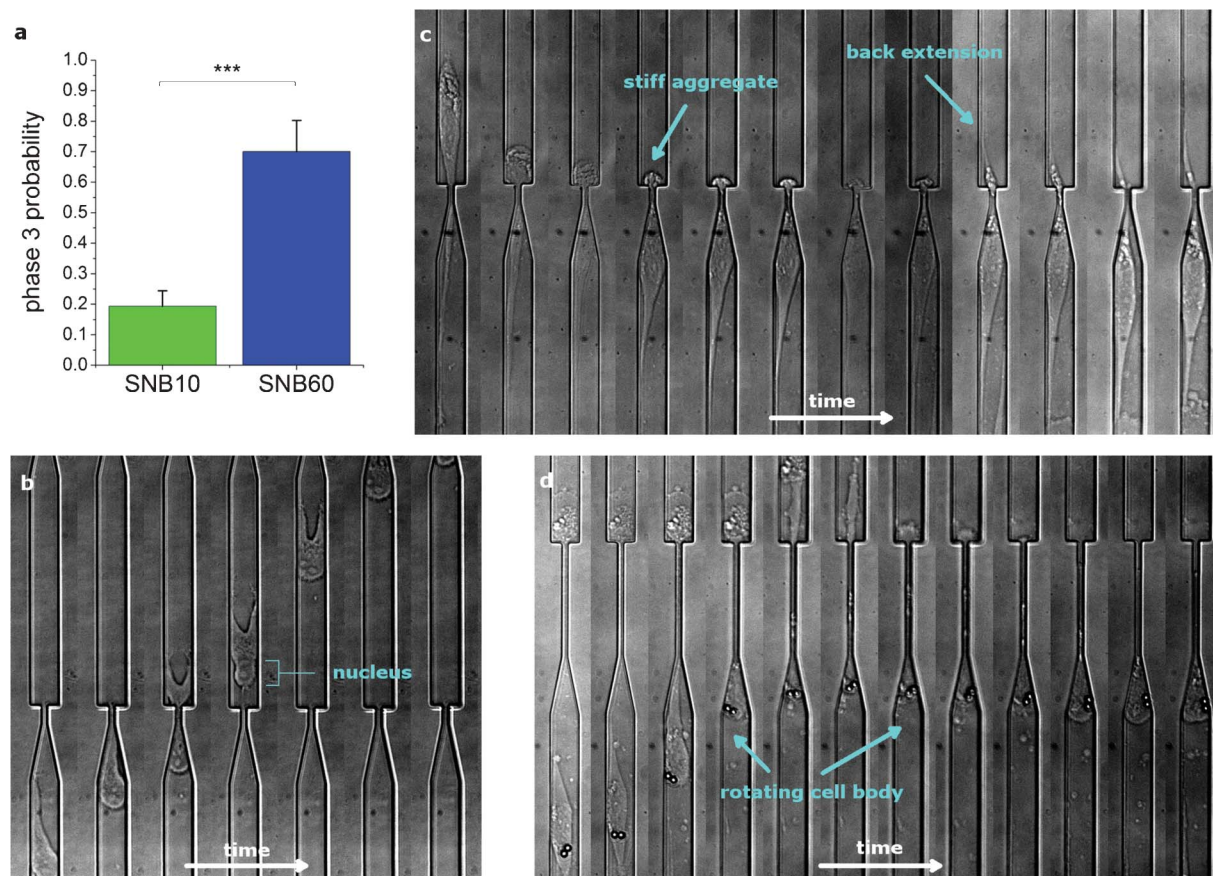 a
***
phase 3 probability
1.0
0.9
0.8
0.7
0.6
0.5
0.4
0.3
0.2
0.1
0.0
SNB10 SNB60
c
stiff aggregate
back extension
time
b
nucleus
time
d
rotating cell body
time